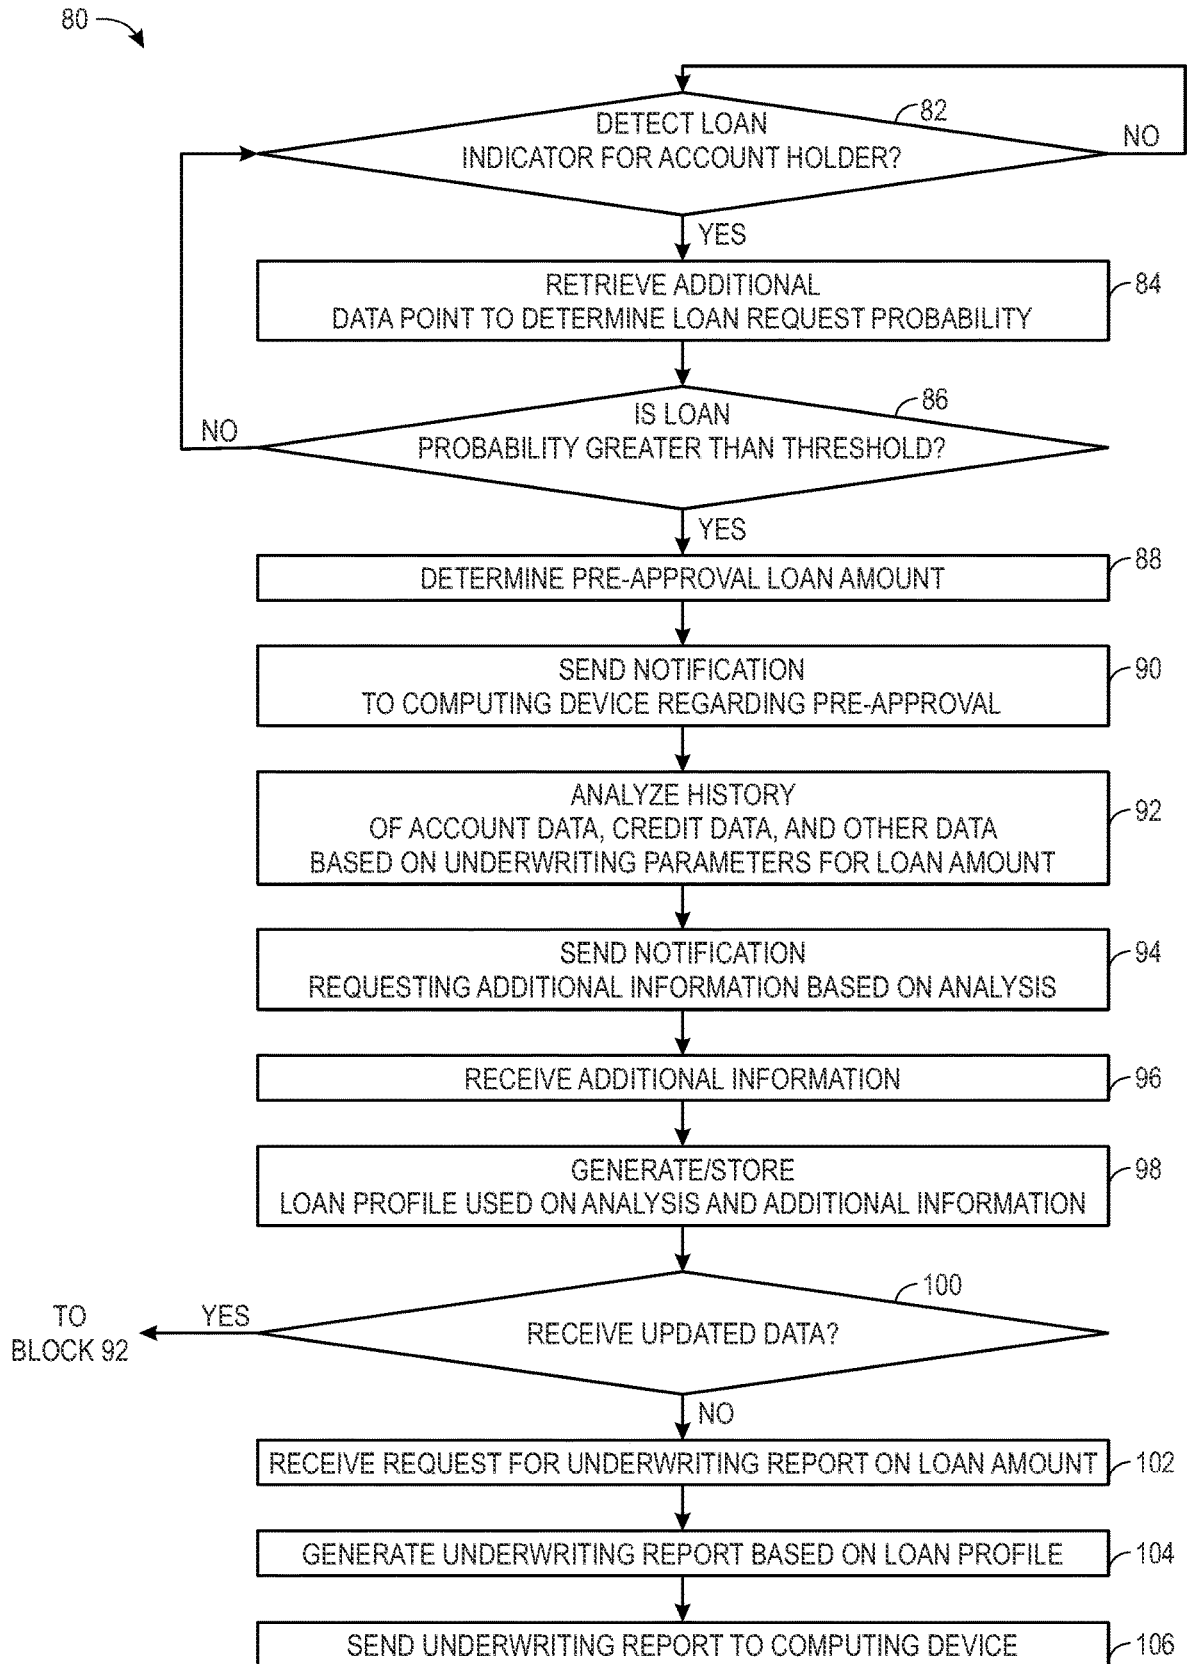 80
DETECT LOAN
INDICATOR FOR ACCOUNT HOLDER?
82
NO
YES
RETRIEVE ADDITIONAL
DATA POINT TO DETERMINE LOAN REQUEST PROBABILITY
84
IS LOAN
PROBABILITY GREATER THAN THRESHOLD?
86
NO
YES
DETERMINE PRE-APPROVAL LOAN AMOUNT
88
SEND NOTIFICATION
TO COMPUTING DEVICE REGARDING PRE-APPROVAL
90
ANALYZE HISTORY
OF ACCOUNT DATA, CREDIT DATA, AND OTHER DATA
BASED ON UNDERWRITING PARAMETERS FOR LOAN AMOUNT
92
SEND NOTIFICATION
REQUESTING ADDITIONAL INFORMATION BASED ON ANALYSIS
94
RECEIVE ADDITIONAL INFORMATION
96
GENERATE/STORE
LOAN PROFILE USED ON ANALYSIS AND ADDITIONAL INFORMATION
98
RECEIVE UPDATED DATA?
100
YES
TO
BLOCK 92
NO
RECEIVE REQUEST FOR UNDERWRITING REPORT ON LOAN AMOUNT
102
GENERATE UNDERWRITING REPORT BASED ON LOAN PROFILE
104
SEND UNDERWRITING REPORT TO COMPUTING DEVICE
106